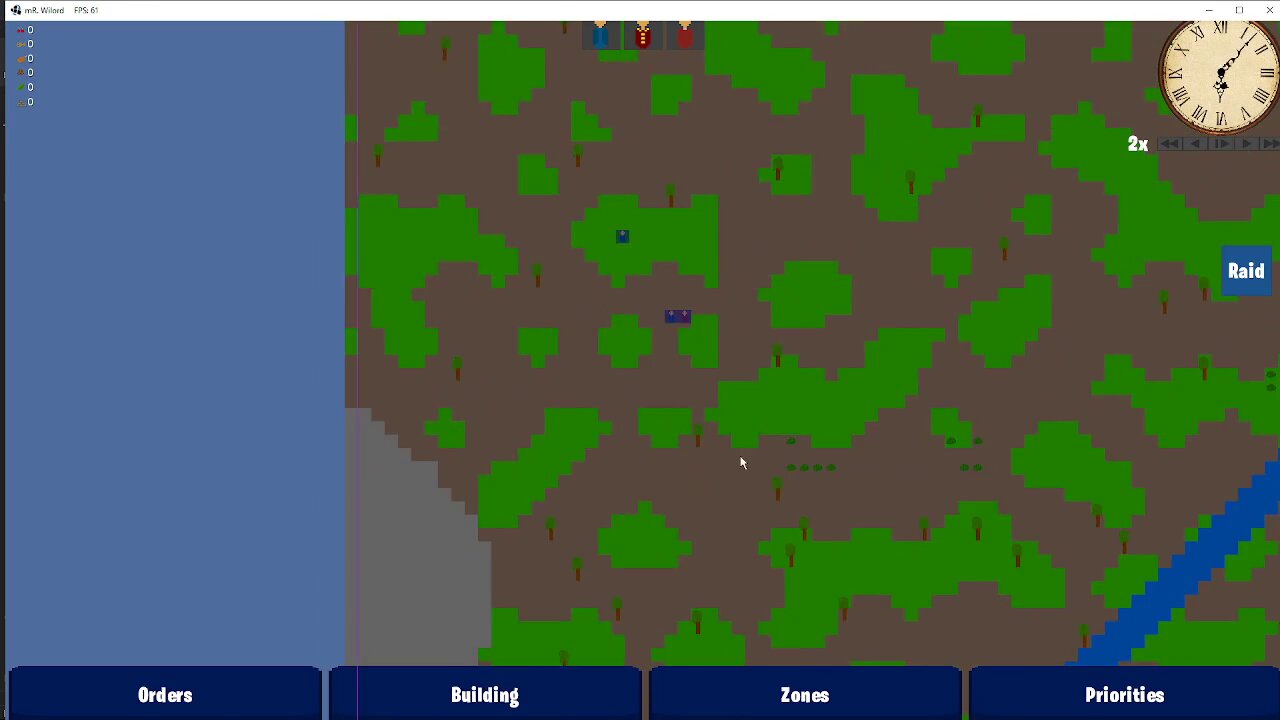 mR. Wilord FPS: 61
0
0
0
0
0
0
2x
Raid
Orders
Building
Zones
Priorities